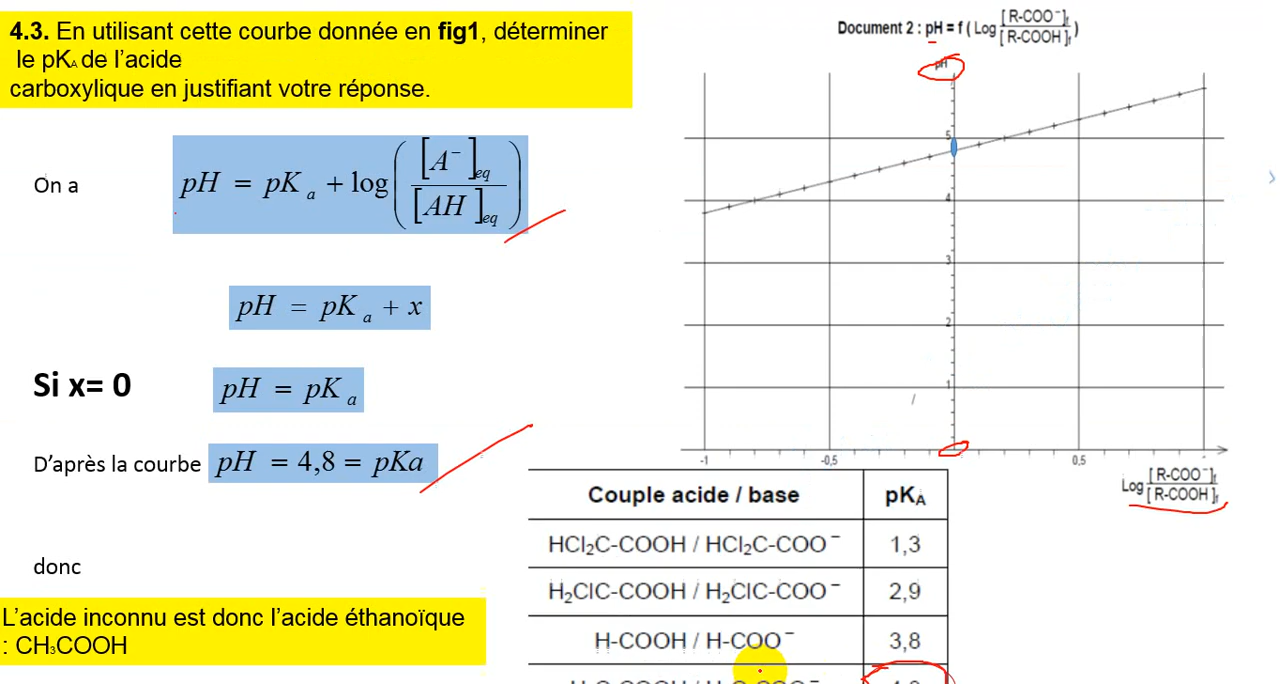 4.3. En utilisant cette courbe donnée en fig1, déterminer
le pKA de l'acide
carboxylique en justifiant votre réponse.
On a
pH = pK a + log( [A⁻]eq / [AH]eq )
pH = pK a + x
Si x= 0
pH = pK a
D'après la courbe pH = 4,8 = pKa
donc
L'acide inconnu est donc l'acide éthanoïque
: CH₃COOH
Document 2 : pH = f ( Log [R-COO⁻]f / [R-COOH]f )
pH
5
4
3
2
1
-1 -0,5 0,5
Log [R-COO⁻]f / [R-COOH]f
Couple acide / base pKA
HCl₂C-COOH / HCl₂C-COO⁻ 1,3
H₂ClC-COOH / H₂ClC-COO⁻ 2,9
H-COOH / H-COO⁻ 3,8